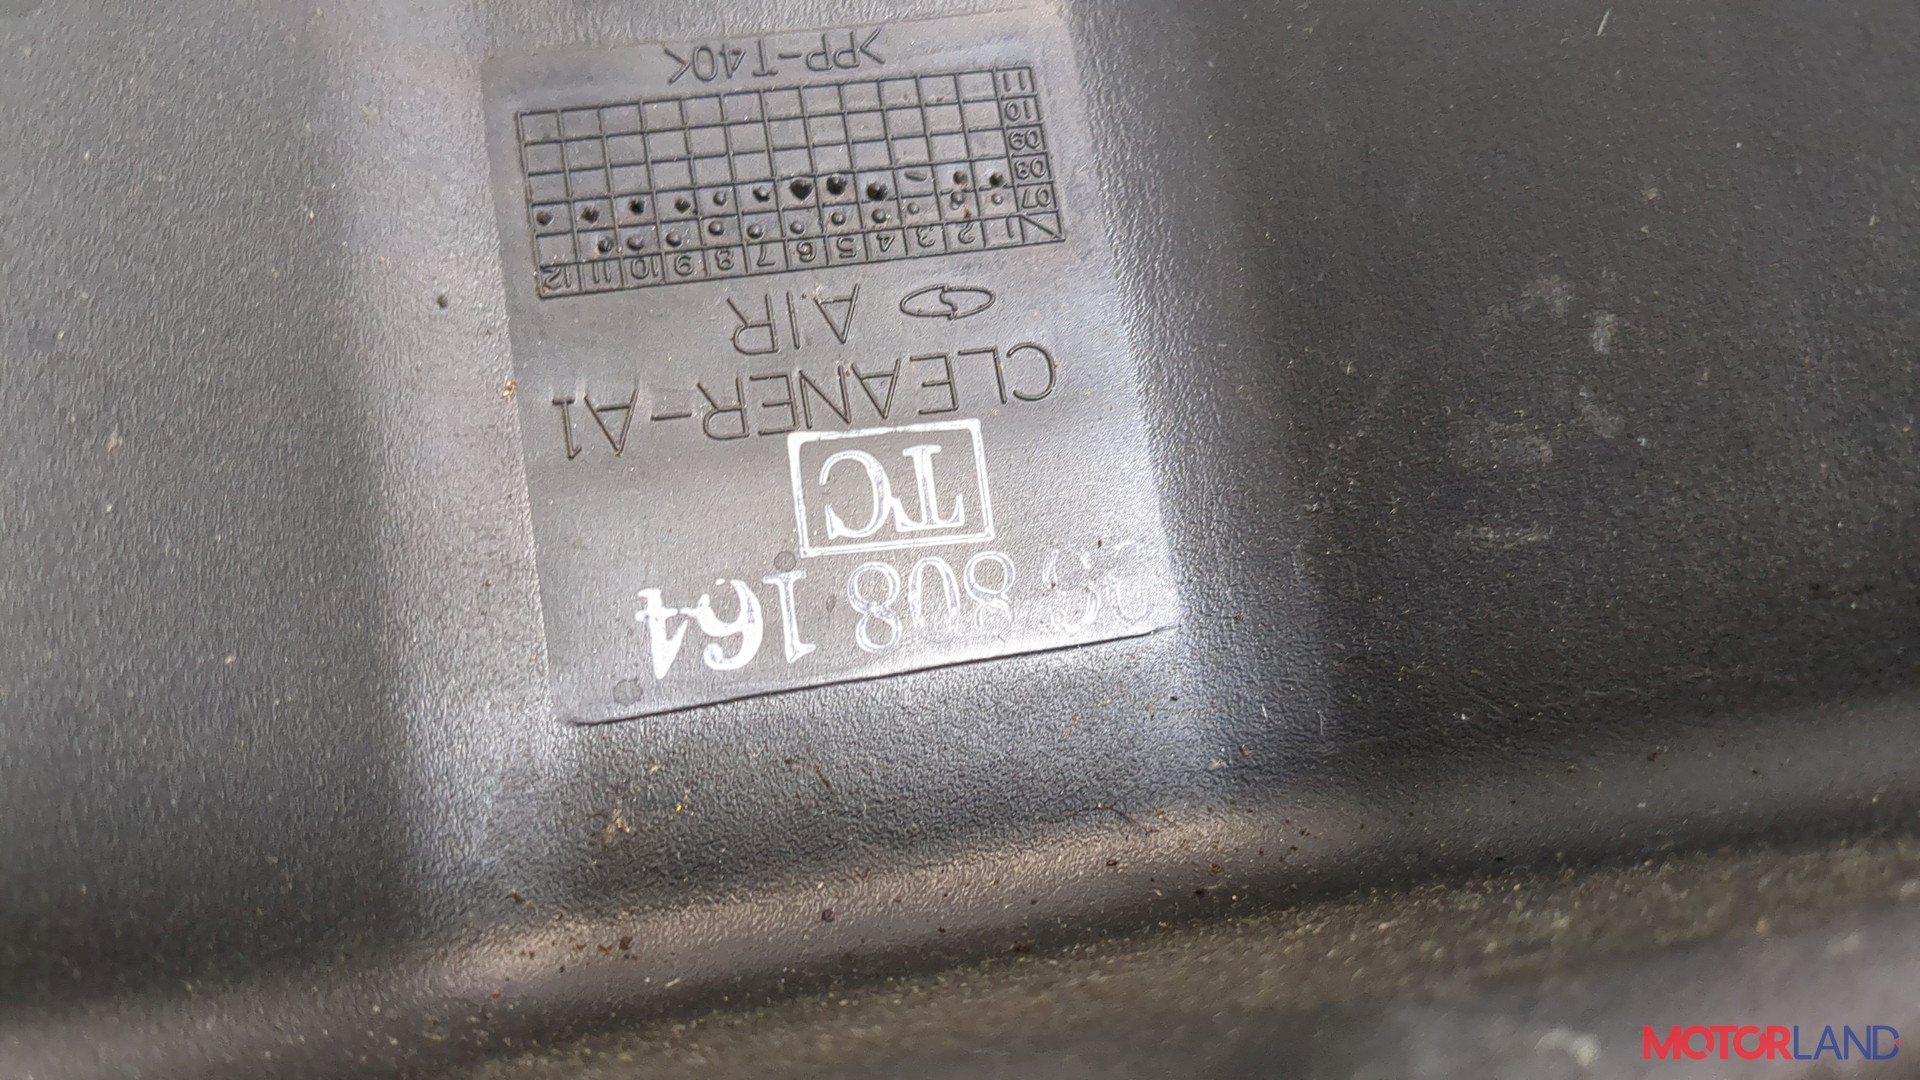 808 164
TC
CLEANER-A1
AIR
1 2 3 4 5 6 7 8 9 10 11 12
07
08
09
10
11
>PP-T40<
MOTORLAND